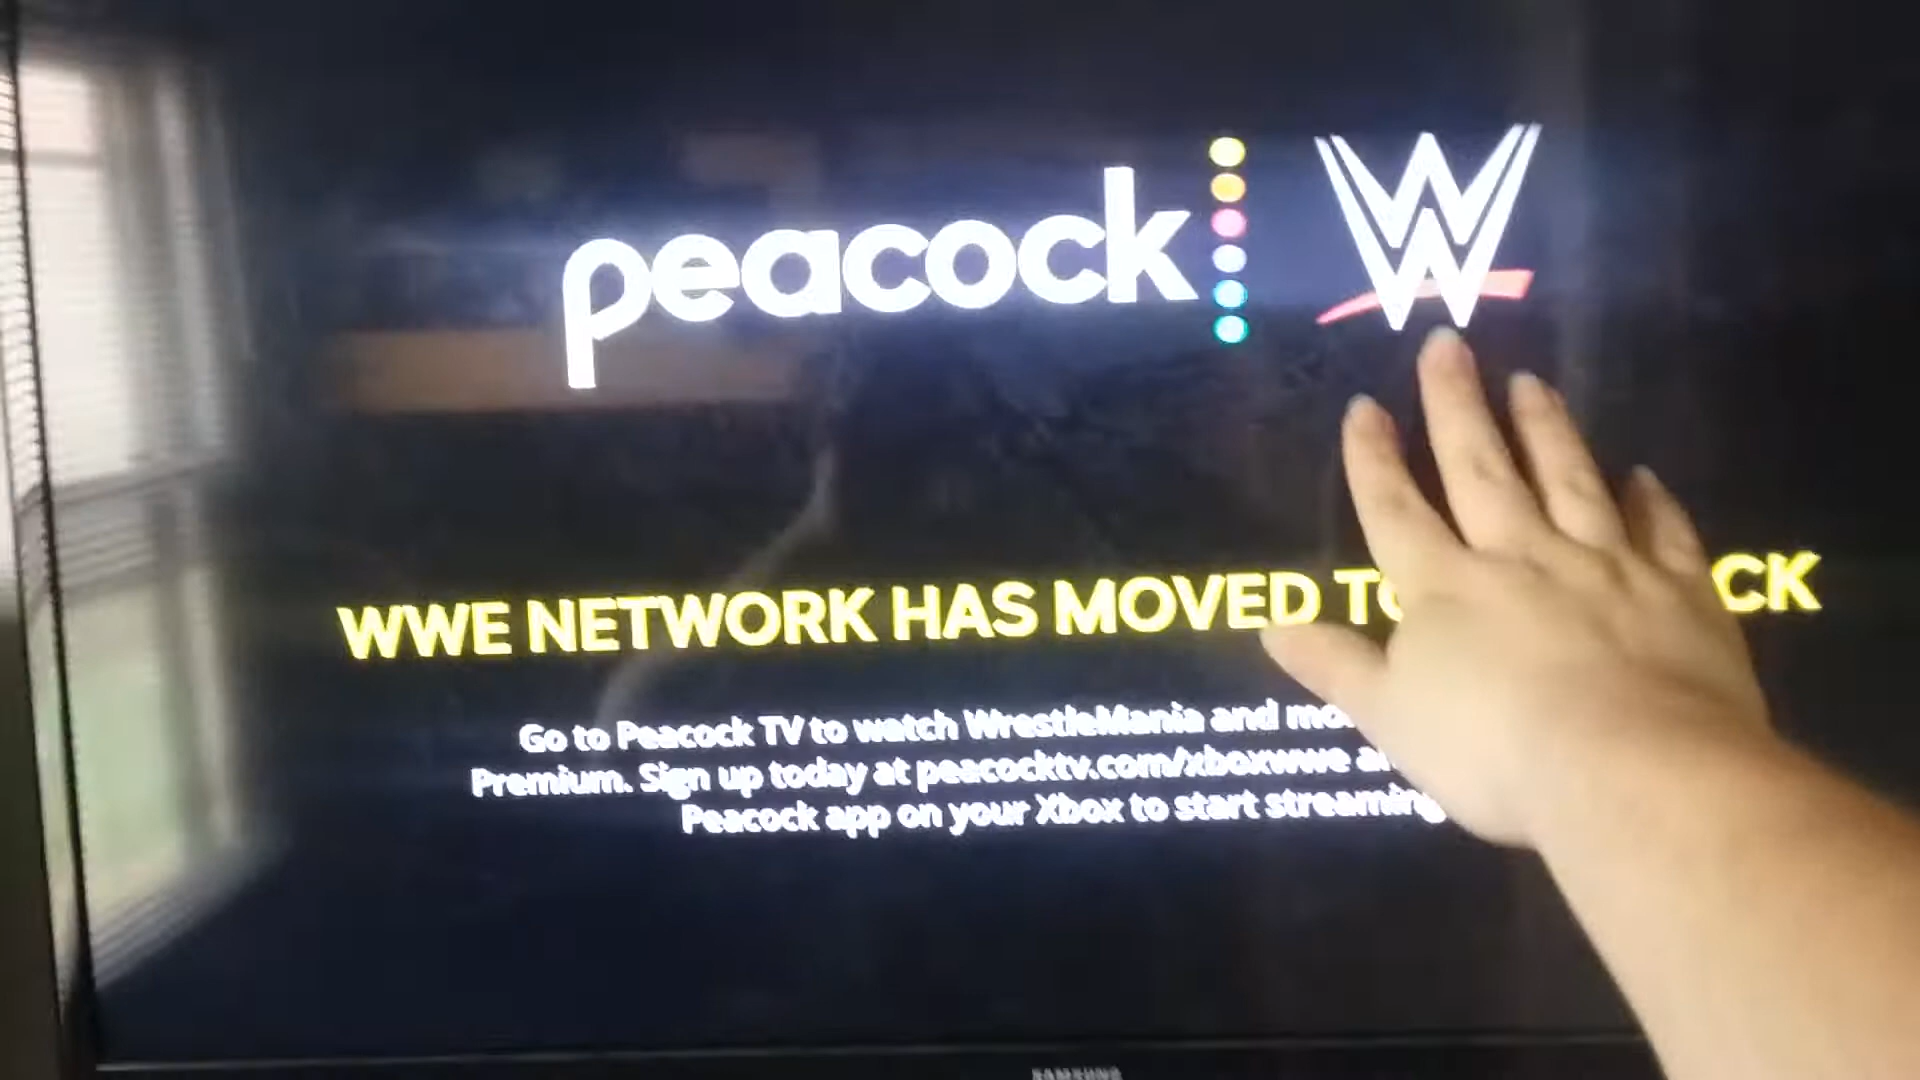 peacock W
WWE NETWORK HAS MOVED TO
Go to Peacock TV to watch WrestleMania and
Premium. Sign up today at peacocktv.com/xboxwwe
Peacock app on your Xbox to start streaming
SAMSUNG